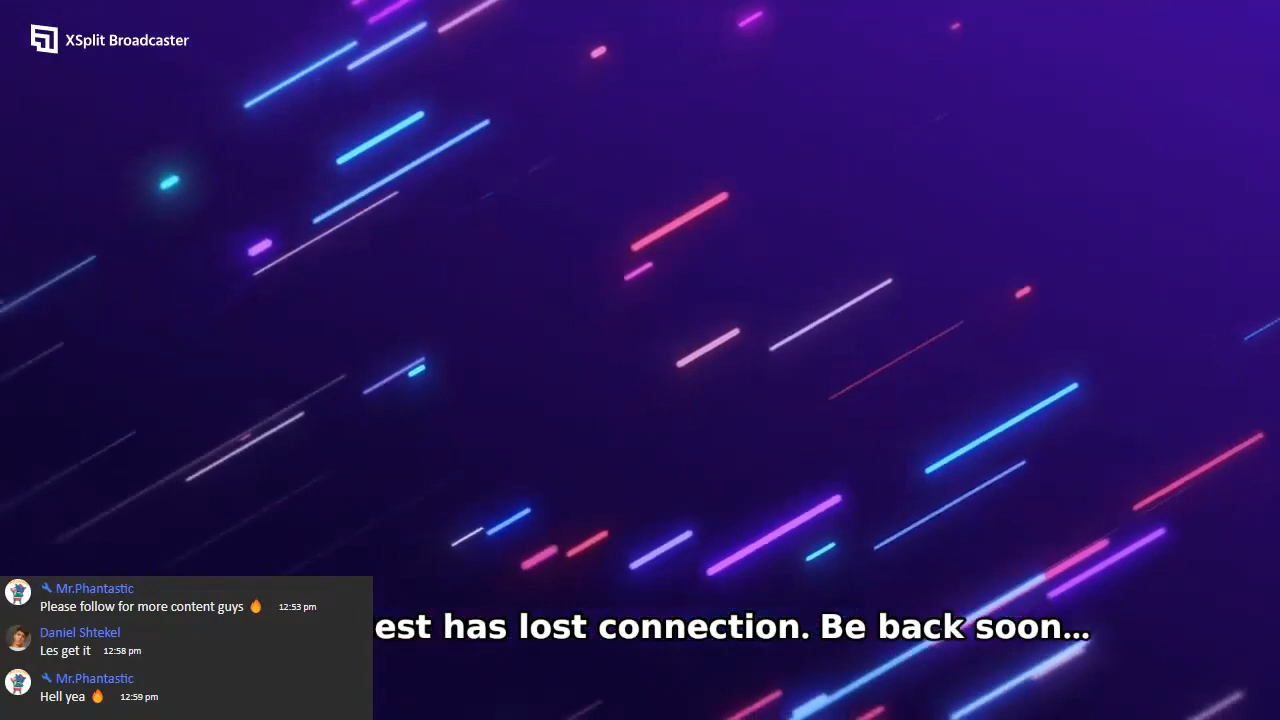 XSplit Broadcaster
Mr.Phantastic
Please follow for more content guys 🔥 12:53 pm
Daniel Shtekel
Les get it 12:58 pm
Mr.Phantastic
Hell yea 🔥 12:59 pm
est has lost connection. Be back soon...